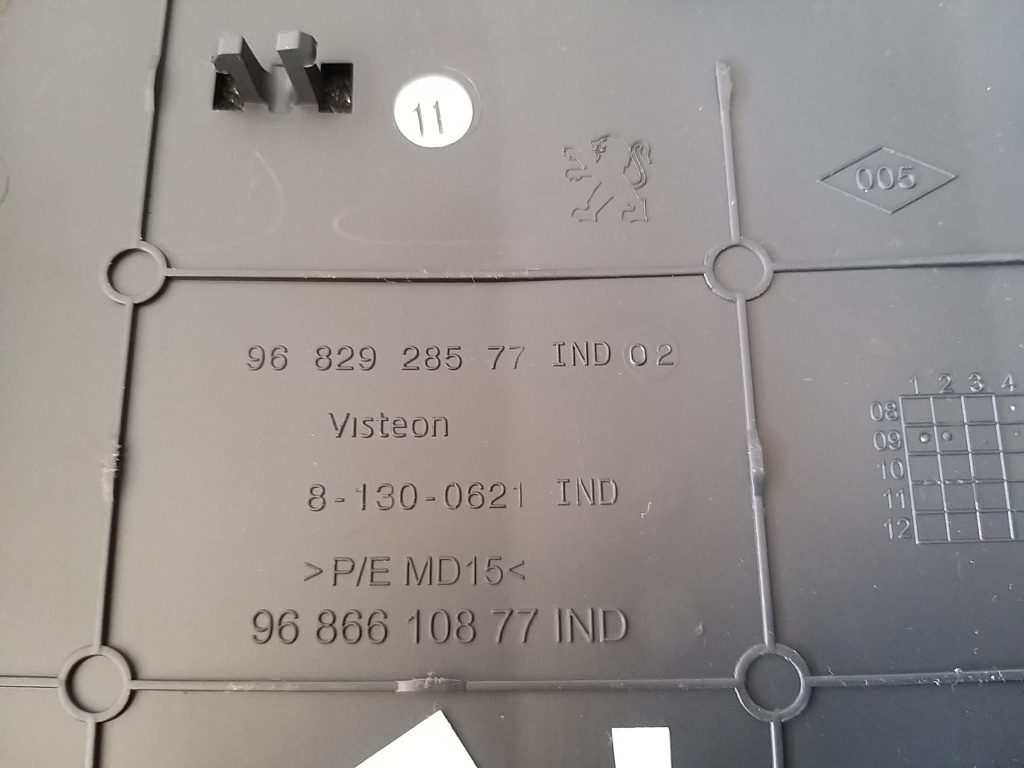 11
005
96 829 285 77 IND 02
Visteon
8-130-0621 IND
>P/E MD15<
96 866 108 77 IND
1 2 3 4
08
09
10
11
12